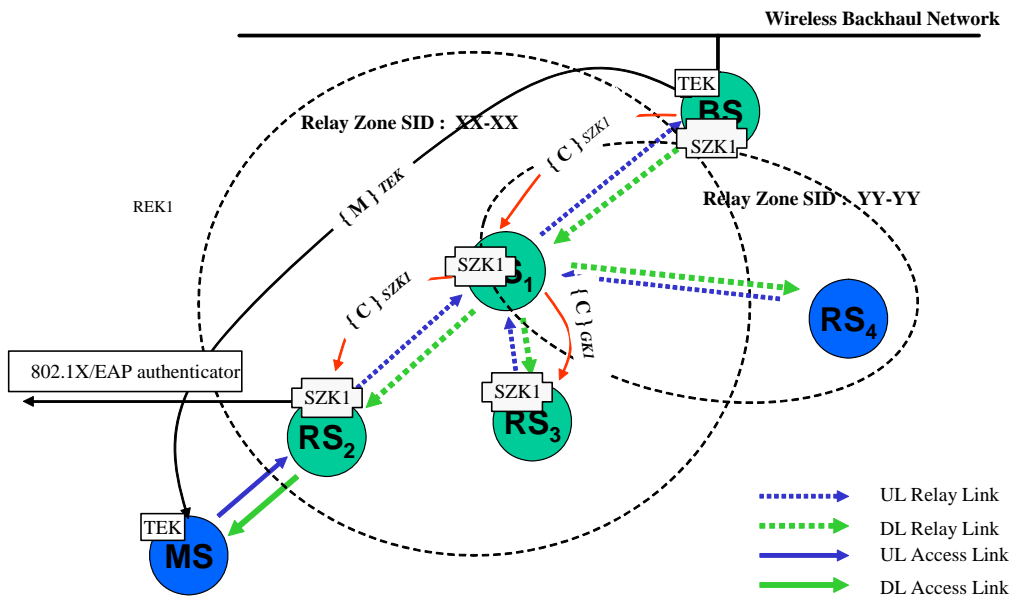 Wireless Backhaul Network
TEK
BS
Relay Zone SID : XX-XX
{ C } SZK1
SZK1
{ M } TEK
Relay Zone SID : YY-YY
REK1
SZK1
S1
{ C } SZK1
{ C } GK1
RS4
802.1X/EAP authenticator
SZK1
RS2
SZK1
RS3
UL Relay Link
DL Relay Link
UL Access Link
DL Access Link
TEK
MS